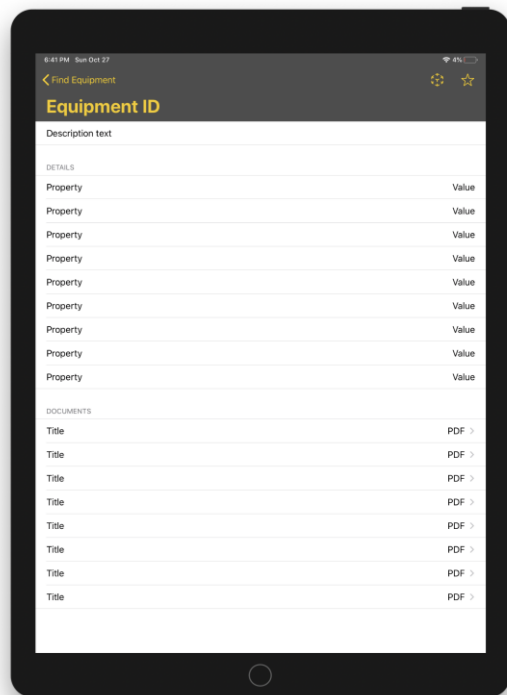 6:41 PM Sun Oct 27 4%
Find Equipment
Equipment ID
Description text
DETAILS
Property Value
Property Value
Property Value
Property Value
Property Value
Property Value
Property Value
Property Value
Property Value
DOCUMENTS
Title PDF
Title PDF
Title PDF
Title PDF
Title PDF
Title PDF
Title PDF
Title PDF